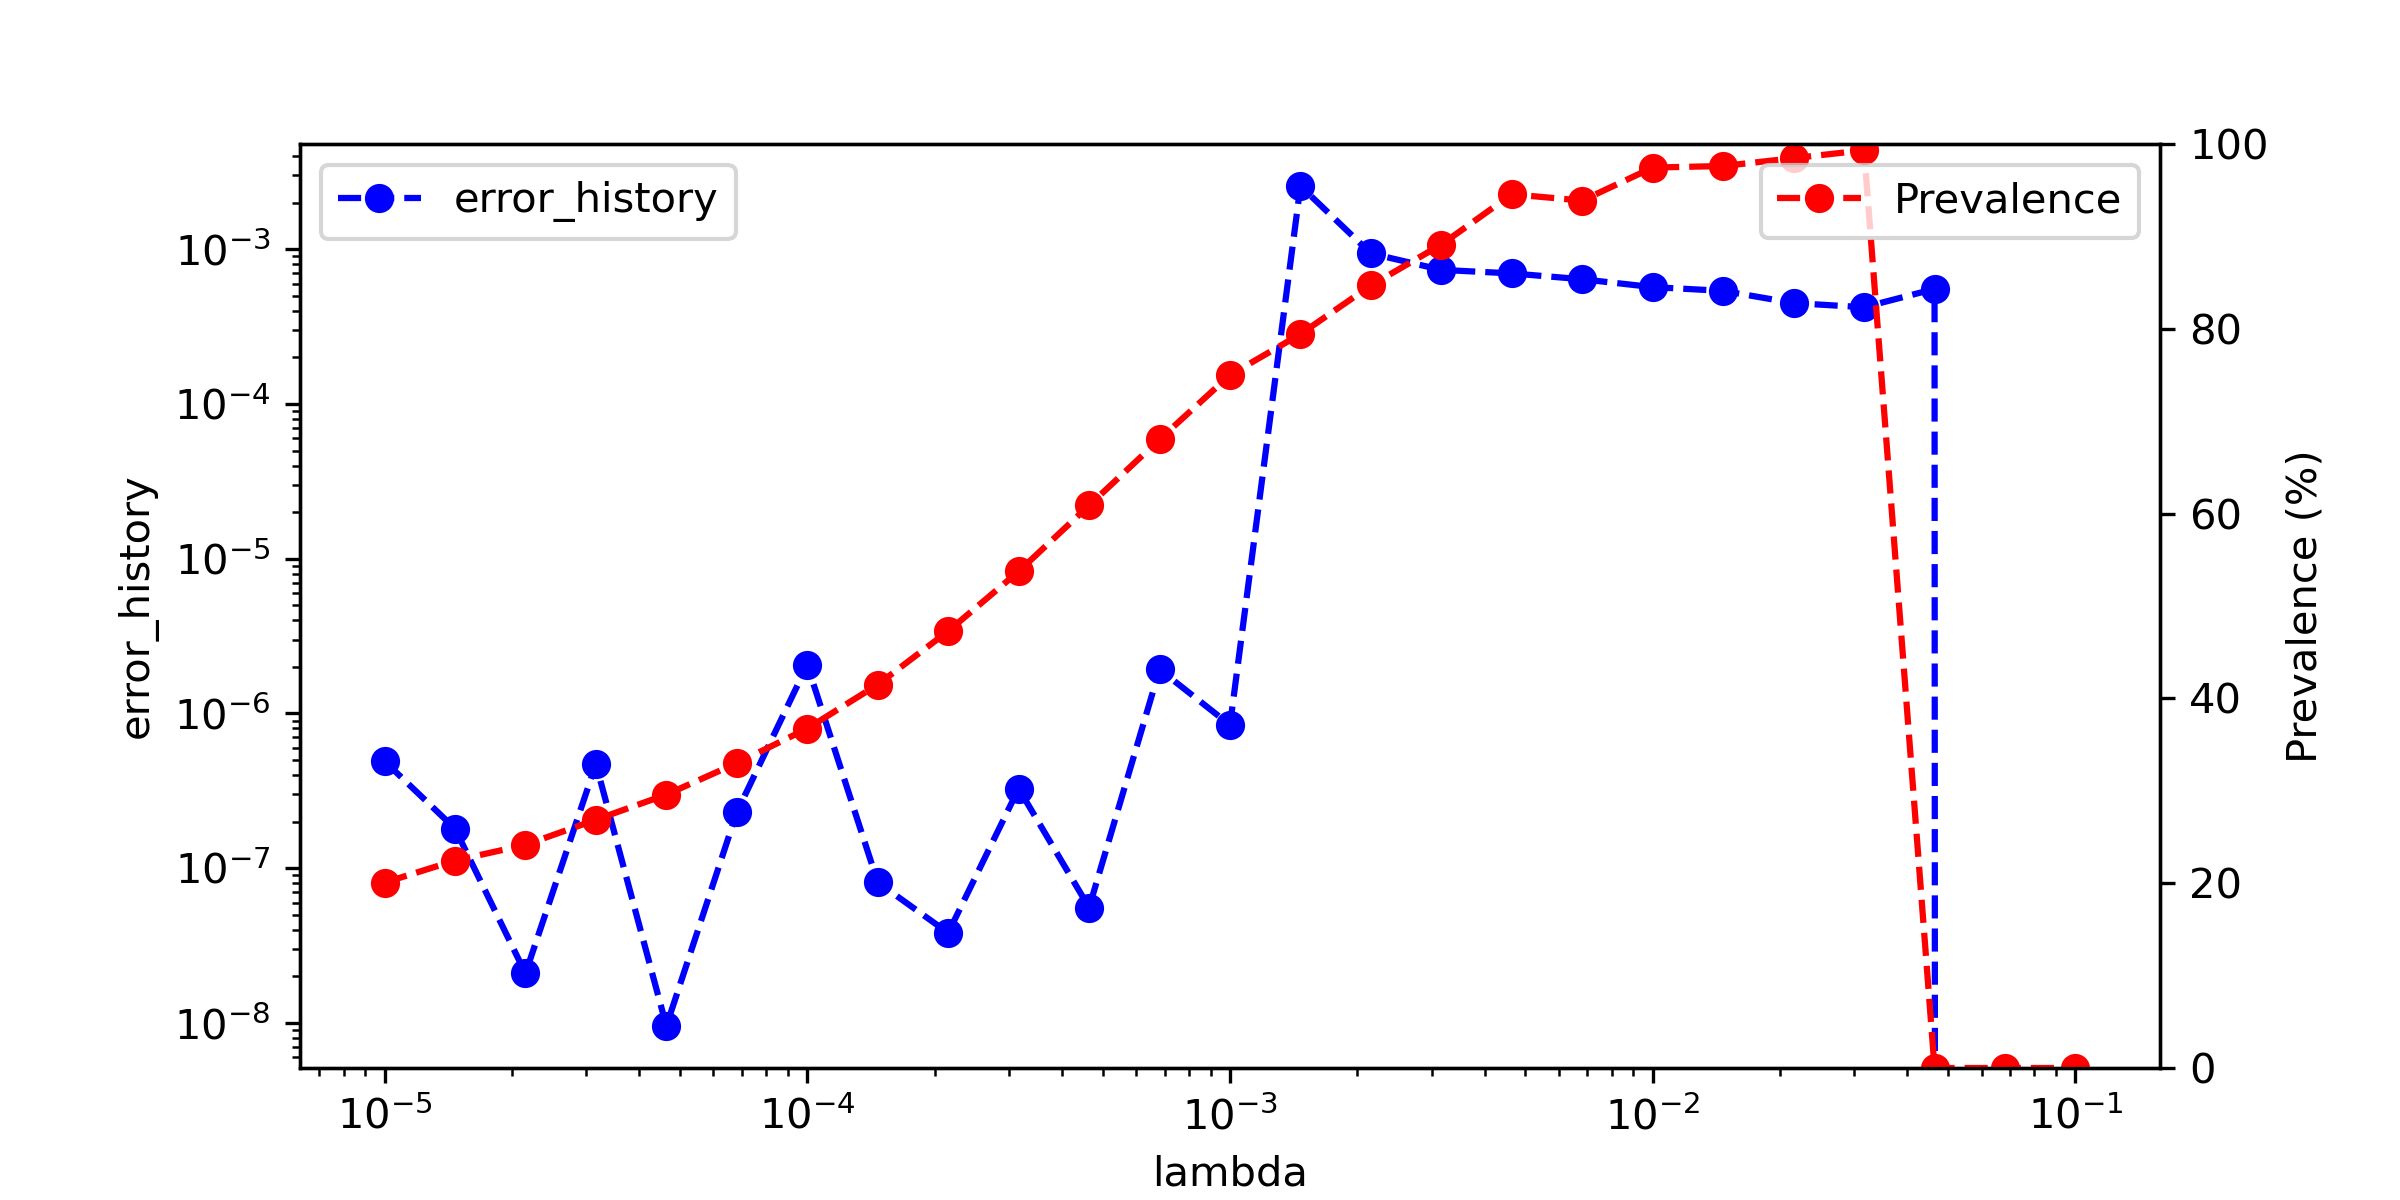 error_history
Prevalence
10⁻³
10⁻⁴
10⁻⁵
10⁻⁶
10⁻⁷
10⁻⁸
error_history
100
80
60
40
20
0
Prevalence (%)
10⁻⁵ 10⁻⁴ 10⁻³ 10⁻² 10⁻¹
lambda